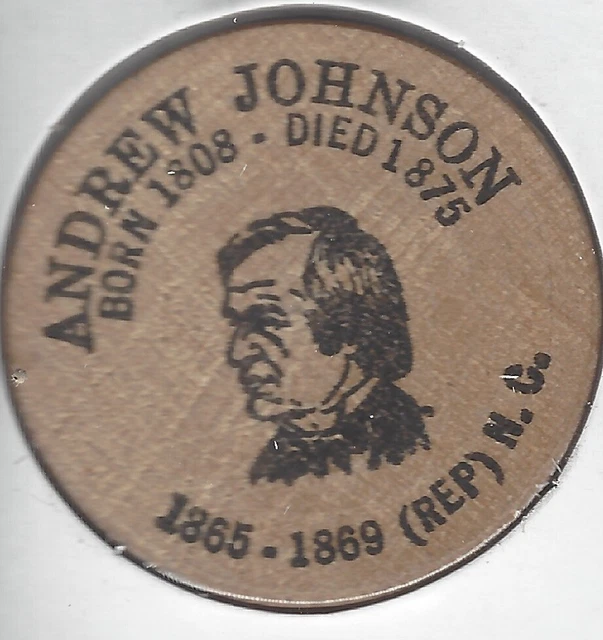 ANDREW JOHNSON
BORN 1808 - DIED 1875
1865 - 1869 (REP) N. C.